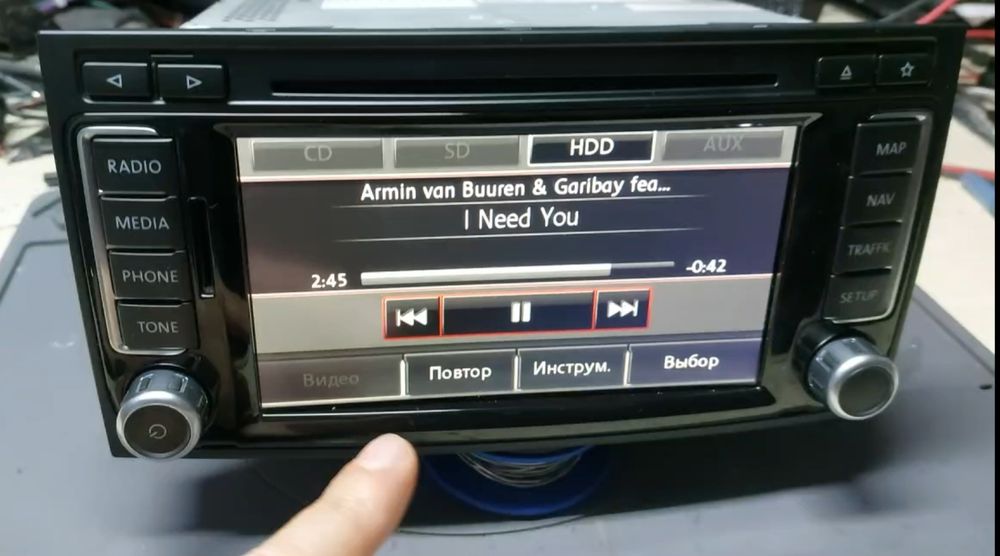 RADIO
MEDIA
PHONE
TONE
CD SD HDD AUX
Armin van Buuren & Garibay fea...
I Need You
2:45 -0:42
Видео Повтор Инструм. Выбор
MAP
NAV
TRAFFIC
SETUP